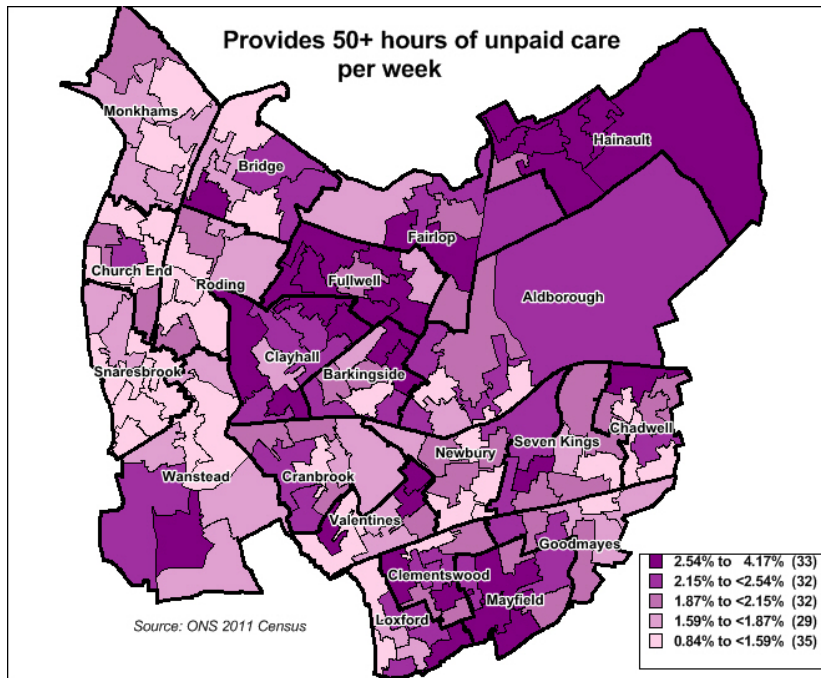 Provides 50+ hours of unpaid care
per week
Monkhams
Hainault
Bridge
Fairlop
Church End
Roding
Fullwell
Aldborough
Clayhall
Snaresbrook
Barkingside
Chadwell
Seven Kings
Newbury
Wanstead
Cranbrook
Valentines
Goodmayes
Clementswood
Mayfield
Loxford
Source: ONS 2011 Census
2.54% to 4.17% (33)
2.15% to <2.54% (32)
1.87% to <2.15% (32)
1.59% to <1.87% (29)
0.84% to <1.59% (35)